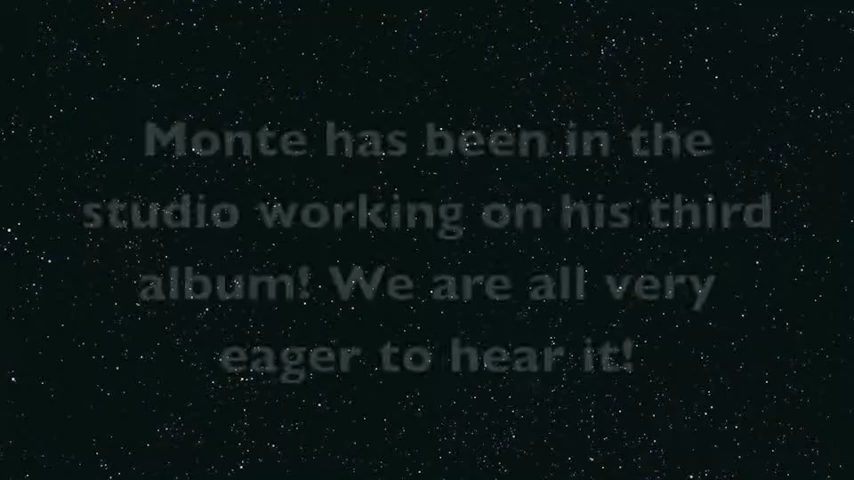 Monte has been in the
studio working on his third
album! We are all very
eager to hear it!